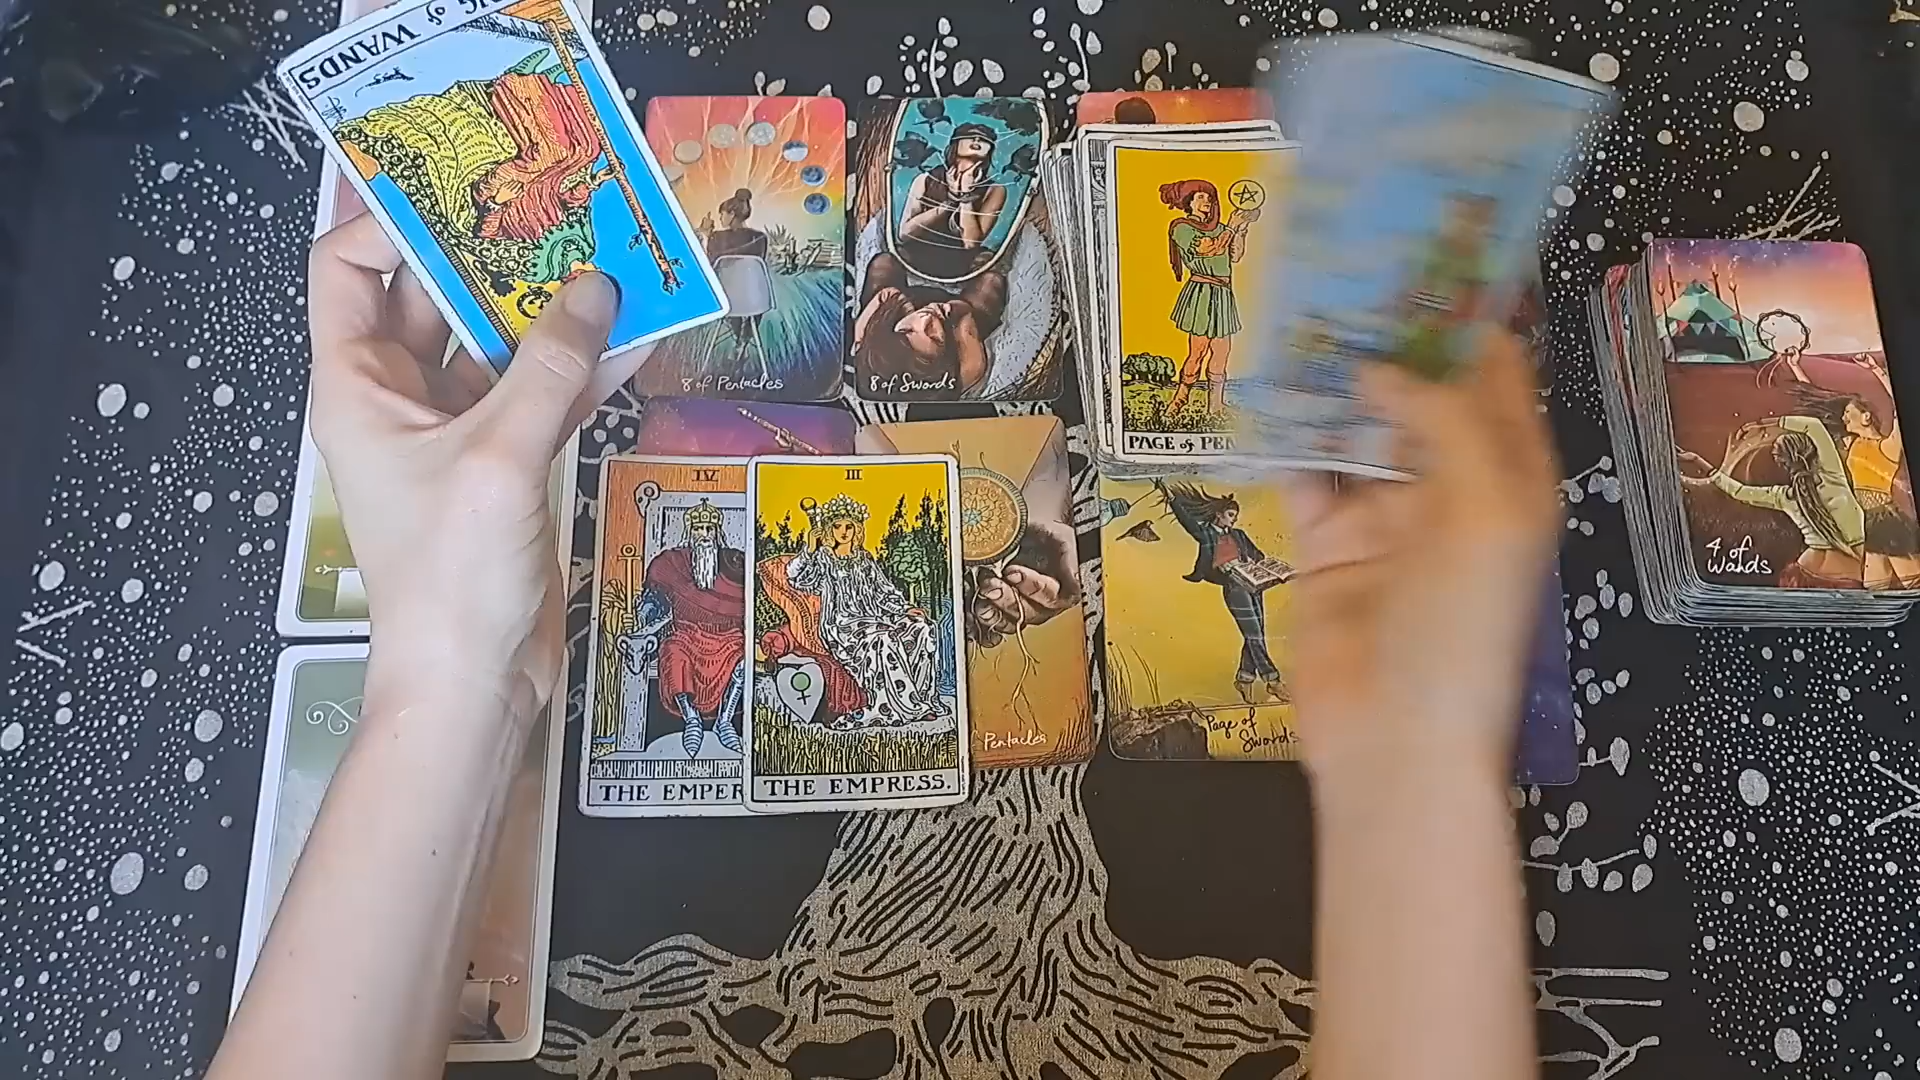 WANDS
8 of Pentacles
8 of Swords
PAGE of PEN
IV
III
THE EMPER
THE EMPRESS.
Pentacles
Page of
Swords
4 of
Wands